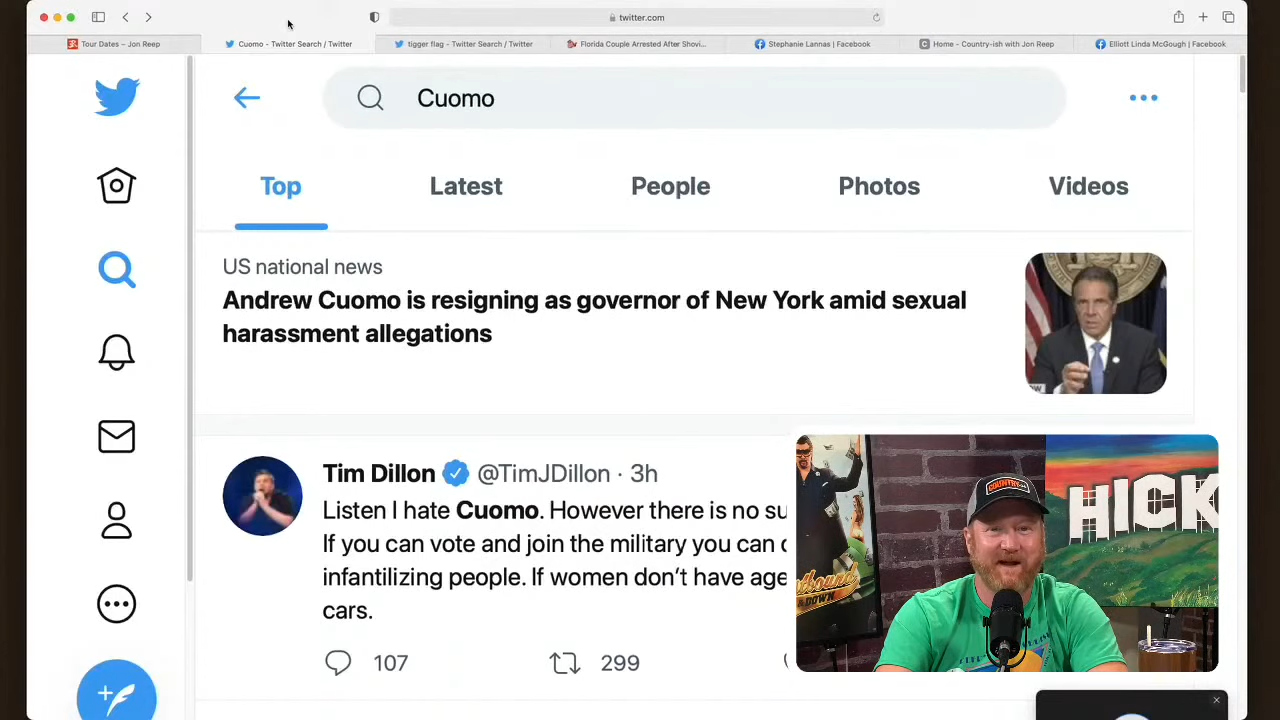 twitter.com
Tour Dates – Jon Reep
Cuomo - Twitter Search / Twitter
tigger flag - Twitter Search / Twitter
Florida Couple Arrested After Shovi...
Stephanie Lannas | Facebook
Home - Country-ish with Jon Reep
Elliott Linda McGough | Facebook
Cuomo
Top
Latest
People
Photos
Videos
US national news
Andrew Cuomo is resigning as governor of New York amid sexual
harassment allegations
Tim Dillon @TimJDillon · 3h
Listen I hate Cuomo. However there is no su
If you can vote and join the military you can
infantilizing people. If women don't have age
cars.
107
299
HICK